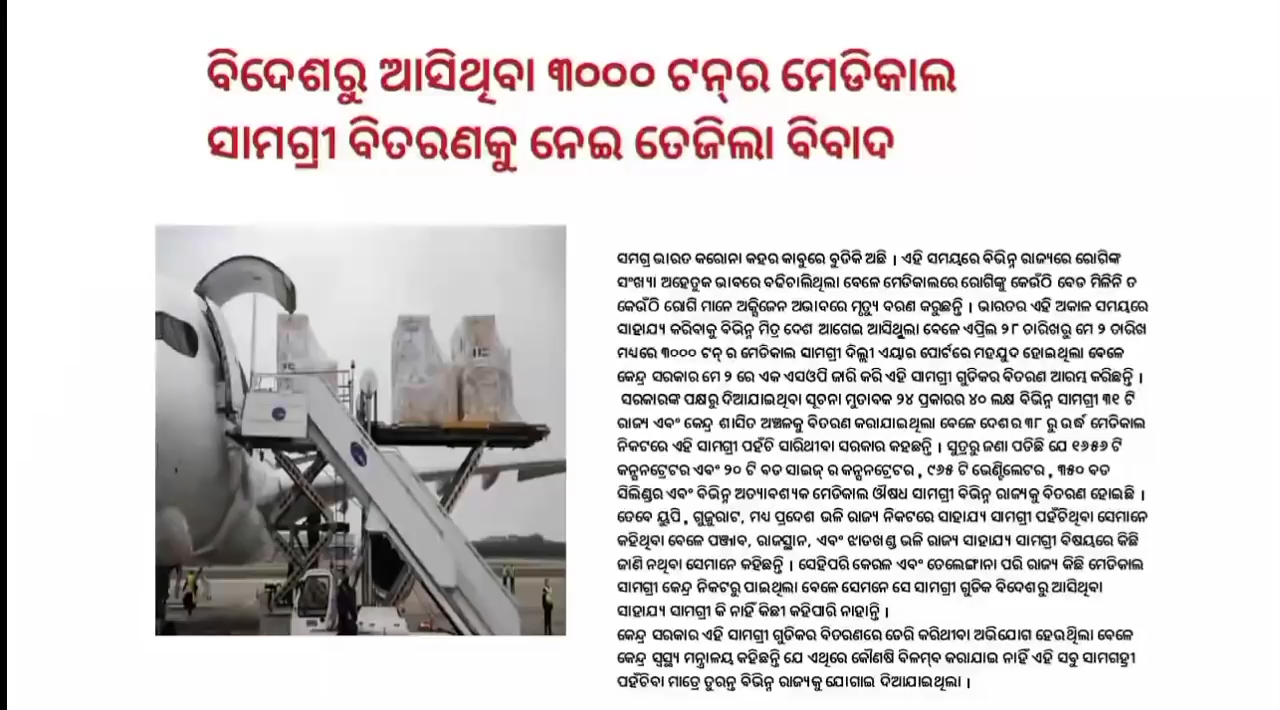 ବିଦେଶରୁ ଆସିଥିବା ୩୦୦୦ ଟନ୍‌ର ମେଡିକାଲ
ସାମଗ୍ରୀ ବିତରଣକୁ ନେଇ ତେଜିଲା ବିବାଦ
ସମଗ୍ର ଭାରତ କରୋନା କହର କାବୁରେ ବୁଡିକି ଅଛି । ଏହି ସମୟରେ ବିଭିନ୍ନ ରାଜ୍ୟରେ ରୋଗିଙ୍କ
ସଂଖ୍ୟା ଅହେତୁକ ଭାବରେ ବଢିଚାଲିଥିଲା ବେଳେ ମେଡିକାଲରେ ରୋଗିଙ୍କୁ କେଉଁଠି ବେଡ ମିଳିନି ତ
କେଉଁଠି ରୋଗି ମାନେ ଅକ୍ସିଜେନ ଅଭାବରେ ମୃତ୍ୟୁ ବରଣ କରୁଛନ୍ତି । ଭାରତର ଏହି ଅକାଳ ସମୟରେ
ସାହାଯ୍ୟ କରିବାକୁ ବିଭିନ୍ନ ମିତ୍ର ଦେଶ ଆଗେଇ ଆସିଥିୁଲା ବେଳେ ଏପ୍ରିଲ ୨୮ ତାରିଖରୁ ମେ ୨ ତାରିଖ
ମଧ୍ୟରେ ୩୦୦୦ ଟନ୍ ର ମେଡିକାଲ ସାମଗ୍ରୀ ଦିଲ୍ଲୀ ଏୟାର ପୋର୍ଟରେ ମହଯୁଦ ହୋଇଥିଲା ବେଳେ
କେନ୍ଦ୍ର ସରକାର ମେ ୨ ରେ ଏକ ଏସଓପି ଜାରି କରି ଏହି ସାମଗ୍ରୀ ଗୁଡିକର ବିତରଣ ଆରମ୍ଭ କରିଛନ୍ତି ।
ସରକାରଙ୍କ ପକ୍ଷରୁ ଦିଆଯାଇଥିବା ସୂଚନା ମୁତାବକ ୨୪ ପ୍ରକାରର ୪୦ ଲକ୍ଷ ବିଭିନ୍ନ ସାମଗ୍ରୀ ୩୧ ଟି
ରାଜ୍ୟ ଏବଂ କେନ୍ଦ୍ର ଶାସିତ ଅଞ୍ଚଳକୁ ବିତରଣ କରାଯାଇଥିଲା ବେଳେ ଦେଶର ୩୮ ରୁ ଉର୍ଦ୍ଧ ମେଡିକାଲ
ନିକଟରେ ଏହି ସାମଗ୍ରୀ ପହଁଚି ସାରିଥୀବା ସରକାର କହଛନ୍ତି । ସୁତ୍ରରୁ ଜଣା ପଡିଛି ଯେ ୧୬୫୬ ଟି
କନ୍ସନଟ୍ରେଟର ଏବଂ ୨୦ ଟି ବଡ ସାଇଜ୍ ର କନ୍ସନଟ୍ରେଟର , ୯୬୫ ଟି ଭେଣ୍ଟିଲେଟର , ୩୫୦ ବଡ
ସିଲିଣ୍ଡର ଏବଂ ବିଭିନ୍ନ ଅତ୍ୟାବଶ୍ୟକ ମେଡିକାଲ ଔଷଧ ସାମଗ୍ରୀ ବିଭିନ୍ନ ରାଜ୍ୟକୁ ବିତରଣ ହୋଇଛି ।
ତେବେ ୟୁପି , ଗୁଜୁରାଟ, ମଧ୍ୟ ପ୍ରଦେଶ ଭଳି ରାଜ୍ୟ ନିକଟରେ ସାହାଯ୍ୟ ସାମଗ୍ରୀ ପହଁଚିଥିବା ସେମାନେ
କହିଥିବା ବେଳେ ପଞ୍ଜାବ, ରାଜସ୍ଥାନ, ଏବଂ ଝାଡଖଣ୍ଡ ଭଳି ରାଜ୍ୟ ସାହାଯ୍ୟ ସାମଗ୍ରୀ ବିଷୟରେ କିଛି
ଜାଣି ନଥିବା ସେମାନେ କହିଛନ୍ତି । ସେହିପରି କେରଳ ଏବଂ ତେଲେଙ୍ଗାନା ପରି ରାଜ୍ୟ କିଛି ମେଡିକାଲ
ସାମଗ୍ରୀ କେନ୍ଦ୍ର ନିକଟରୁ ପାଇଥିଲା ବେଳେ ସେମନେ ସେ ସାମଗ୍ରୀ ଗୁଡିକ ବିଦେଶରୁ ଆସିଥିବା
ସାହାଯ୍ୟ ସାମଗ୍ରୀ କି ନାହିଁ କିଛୀ କହିପାରି ନାହାନ୍ତି ।
କେନ୍ଦ୍ର ସରକାର ଏହି ସାମଗ୍ରୀ ଗୁଡିକର ବିତରଣରେ ଡେରି କରିଥୀବା ଅଭିଯୋଗ ହେଉଥିଲା ବେଳେ
କେନ୍ଦ୍ର ସ୍ୱସ୍ଥ୍ୟ ମନ୍ତ୍ରାଳୟ କହିଛନ୍ତି ଯେ ଏଥିରେ କୌଣଷି ବିଳମ୍ବ କରାଯାଇ ନାହିଁ ଏହି ସବୁ ସାମଗହ୍ରୀ
ପହଁଚିବା ମାତ୍ରେ ତୁରନ୍ତ ବିଭିନ୍ନ ରାଜ୍ୟକୁ ଯୋଗାଇ ଦିଆଯାଇଥିଲା ।